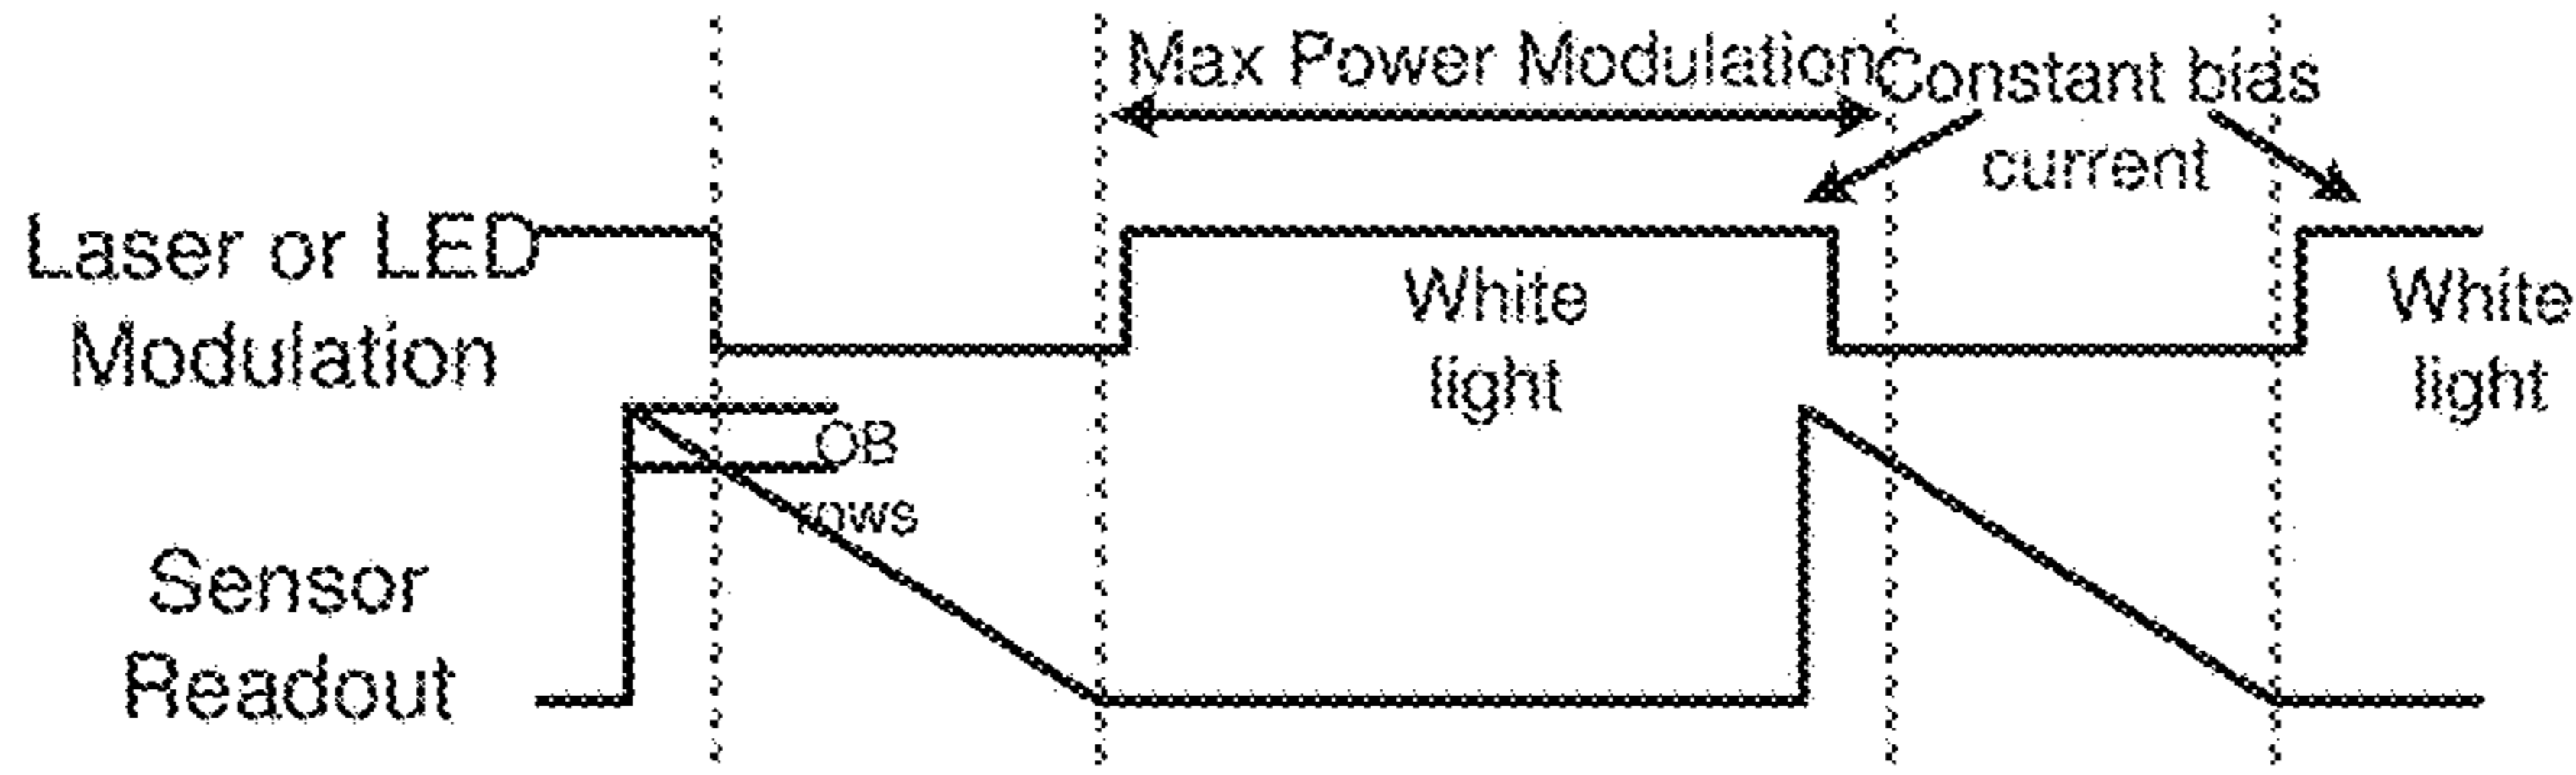 Max Power Modulation
Constant bias
current
Laser or LED
Modulation
White
light
White
light
OB
rows
Sensor
Readout